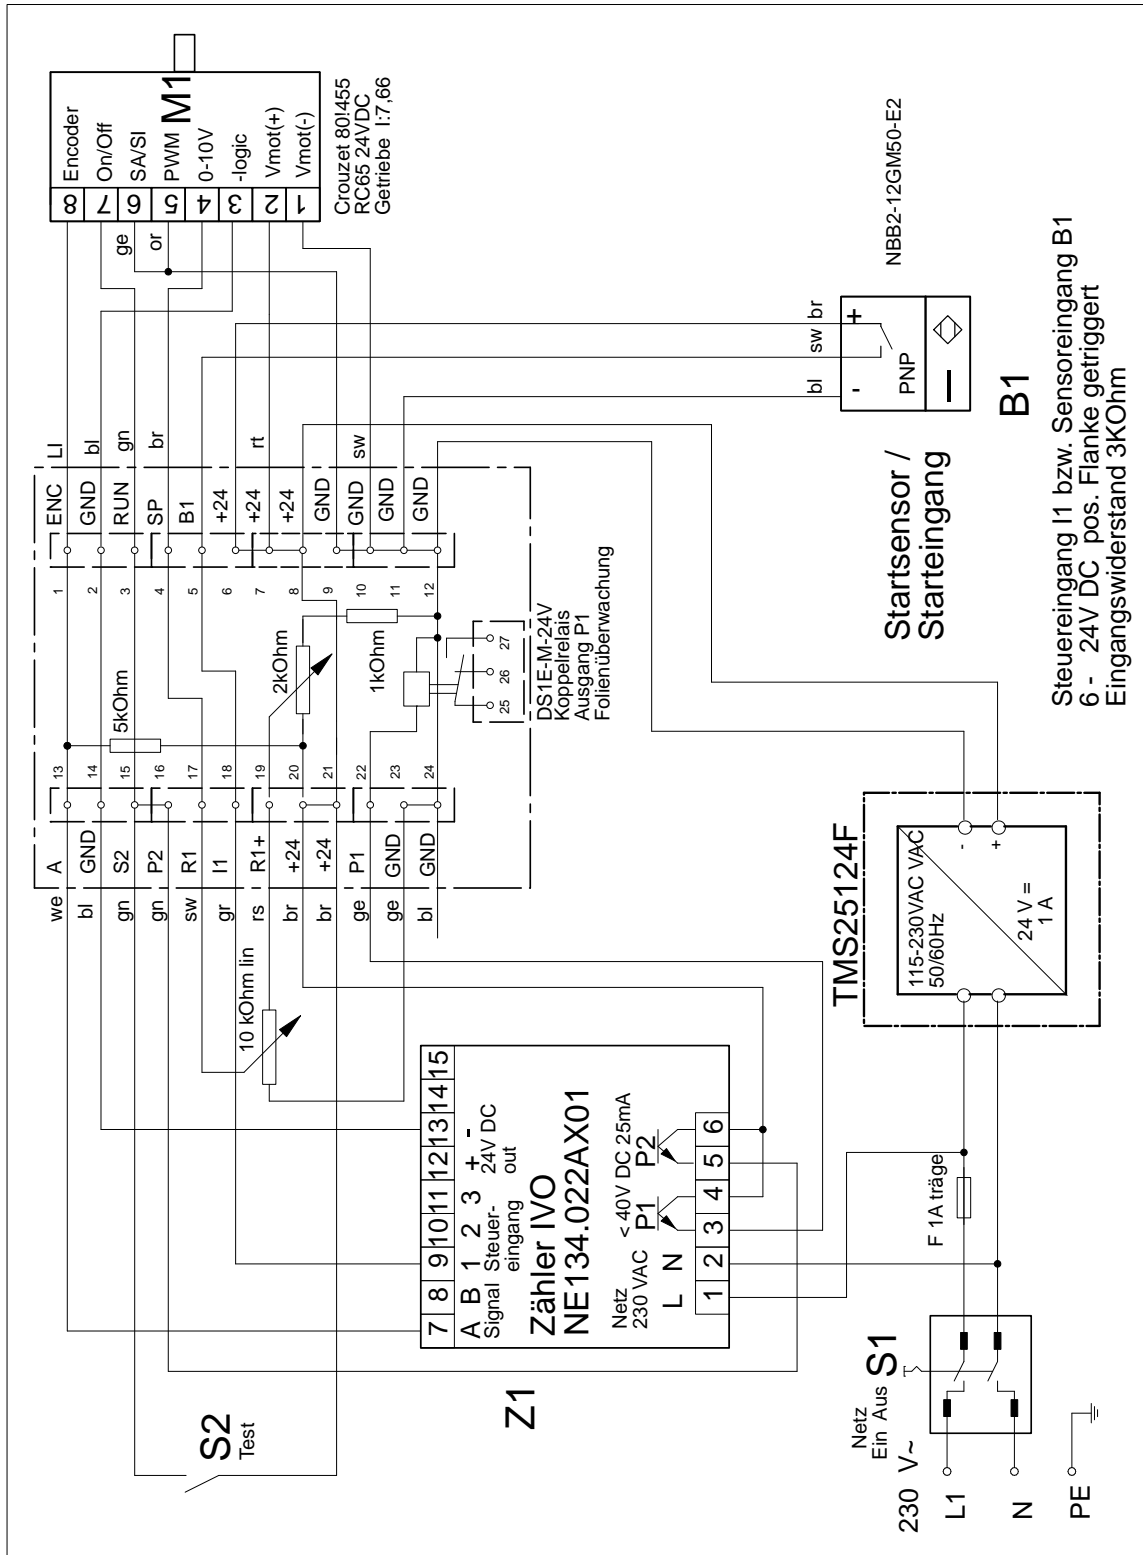 M1
8 Encoder
7 On/Off
6 SA/SI
5 PWM
4 0-10V
3 -logic
2 Vmot(+)
1 Vmot(-)
Crouzet 80!455
RC65 24VDC
Getriebe I:7,66
ge
or
LI
bl
gn
br
rt
sw
ENC
GND
RUN
SP
B1
+24
+24
+24
GND
GND
GND
GND
1
2
3
4
5
6
7
8
9
10
11
12
5kOhm
2kOhm
1kOhm
25
26
27
DS1E-M-24V
Koppelrelais
Ausgang P1
Folienüberwachung
13
14
15
16
17
18
19
20
21
22
23
24
A
GND
S2
P2
R1
I1
R1+
+24
+24
P1
GND
GND
we
bl
gn
gn
sw
gr
rs
br
br
ge
ge
bl
10 kOhm lin
NBB2-12GM50-E2
bl
sw
br
-
+
PNP
B1
Startsensor /
Starteingang
Steuereingang I1 bzw. Sensoreingang B1
6 - 24V DC pos. Flanke getriggert
Eingangswiderstand 3KOhm
TMS25124F
115-230VAC VAC
50/60Hz
24 V =
1 A
-
+
Z1
7 8 9 10 11 12 13 14 15
A B 1 2 3 + -
Signal Steuer-
eingang
24V DC
out
Zähler IVO
NE134.022AX01
Netz
230 VAC
< 40V DC 25mA
L N P1 P2
1 2 3 4 5 6
S2
Test
F 1A träge
S1
Netz
Ein Aus
230 V~
L1
N
PE